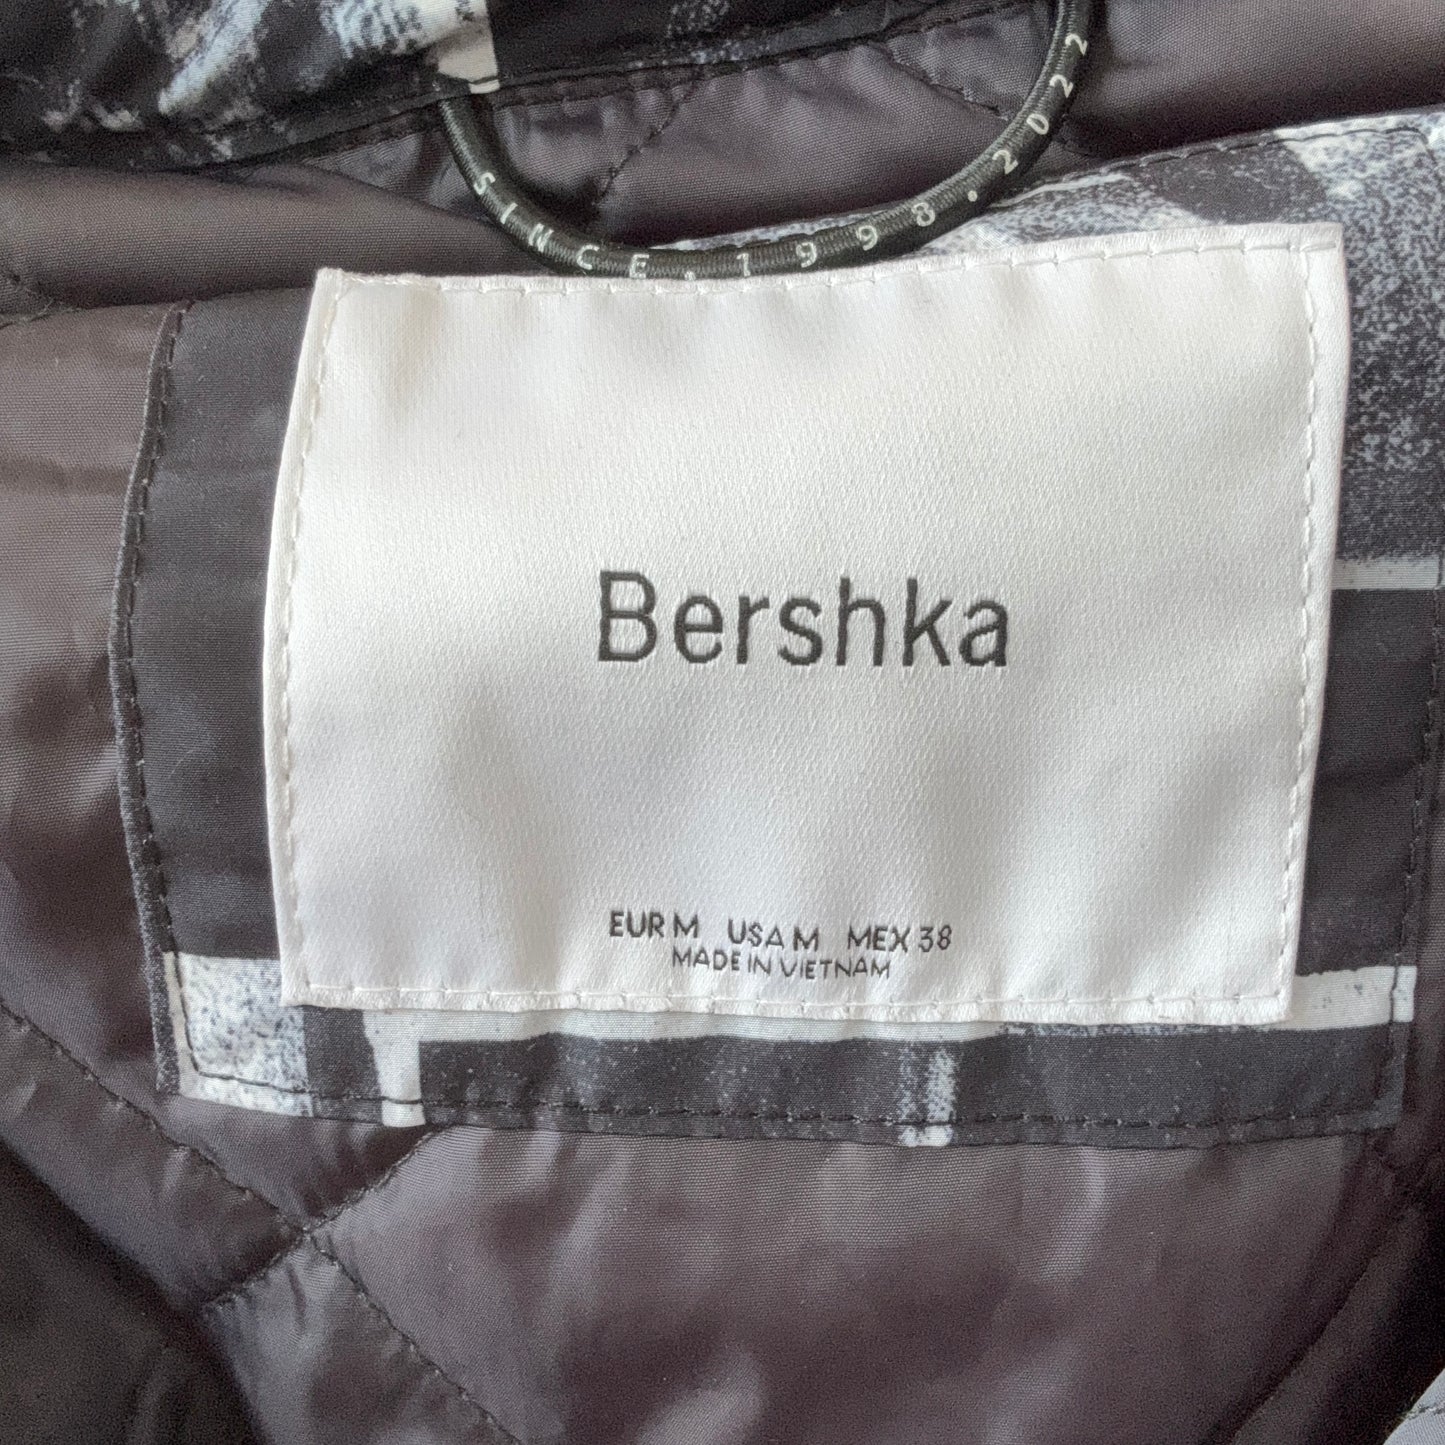 SINCE.1998.2022
Bershka
EUR M USA M MEX 38
MADE IN VIETNAM